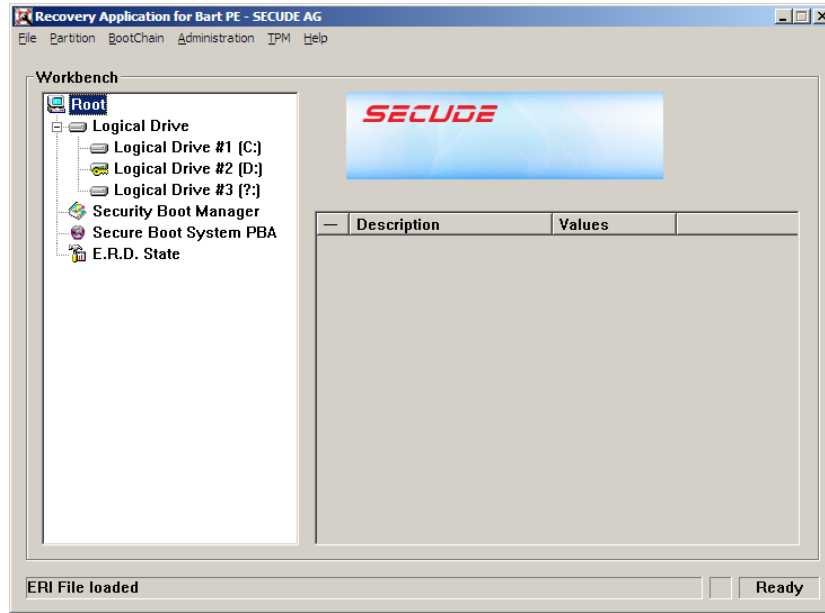 Recovery Application for Bart PE - SECUDE AG
File Partition BootChain Administration TPM Help
Workbench
Root
Logical Drive
Logical Drive #1 (C:)
Logical Drive #2 (D:)
Logical Drive #3 (?:)
Security Boot Manager
Secure Boot System PBA
E.R.D. State
SECUDE
— Description Values
ERI File loaded Ready